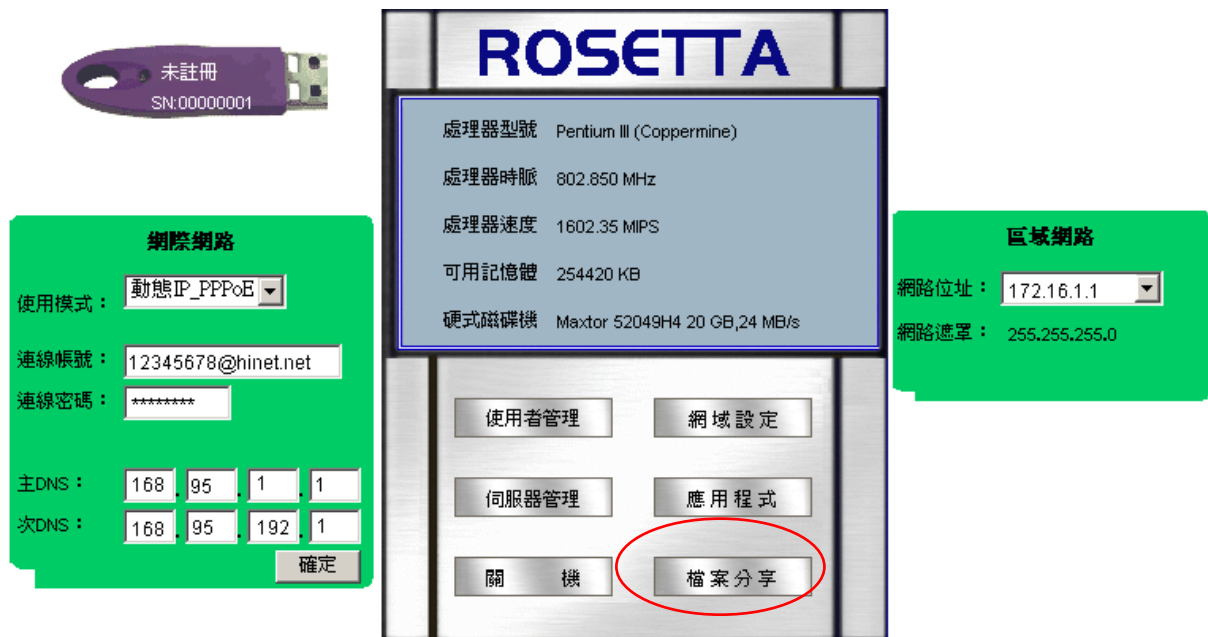 未註冊
SN:00000001
ROSETTA
處理器型號 Pentium III (Coppermine)
處理器時脈 802.850 MHz
處理器速度 1602.35 MIPS
可用記憶體 254420 KB
硬式磁碟機 Maxtor 52049H4 20 GB,24 MB/s
網際網路
使用模式： 動態IP_PPPoE
連線帳號： 12345678@hinet.net
連線密碼： ********
主DNS： 168 . 95 . 1 . 1
次DNS： 168 . 95 . 192 . 1
確定
使用者管理 網域設定
伺服器管理 應用程式
關 機 檔案分享
區域網路
網路位址： 172.16.1.1
網路遮罩： 255.255.255.0